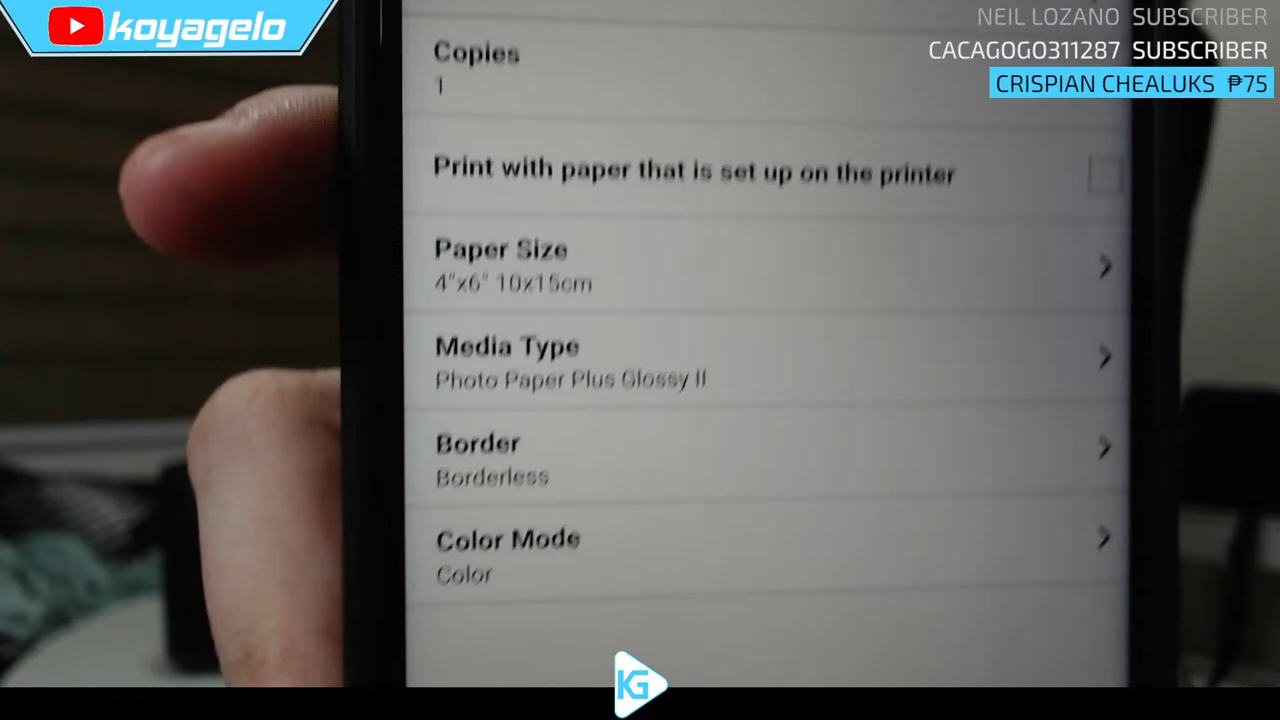 koyagelo
NEIL LOZANO SUBSCRIBER
CACAGOGO311287 SUBSCRIBER
CRISPIAN CHEALUKS ₱75
Copies
1
Print with paper that is set up on the printer
Paper Size
4"x6" 10x15cm
Media Type
Photo Paper Plus Glossy II
Border
Borderless
Color Mode
Color
KG